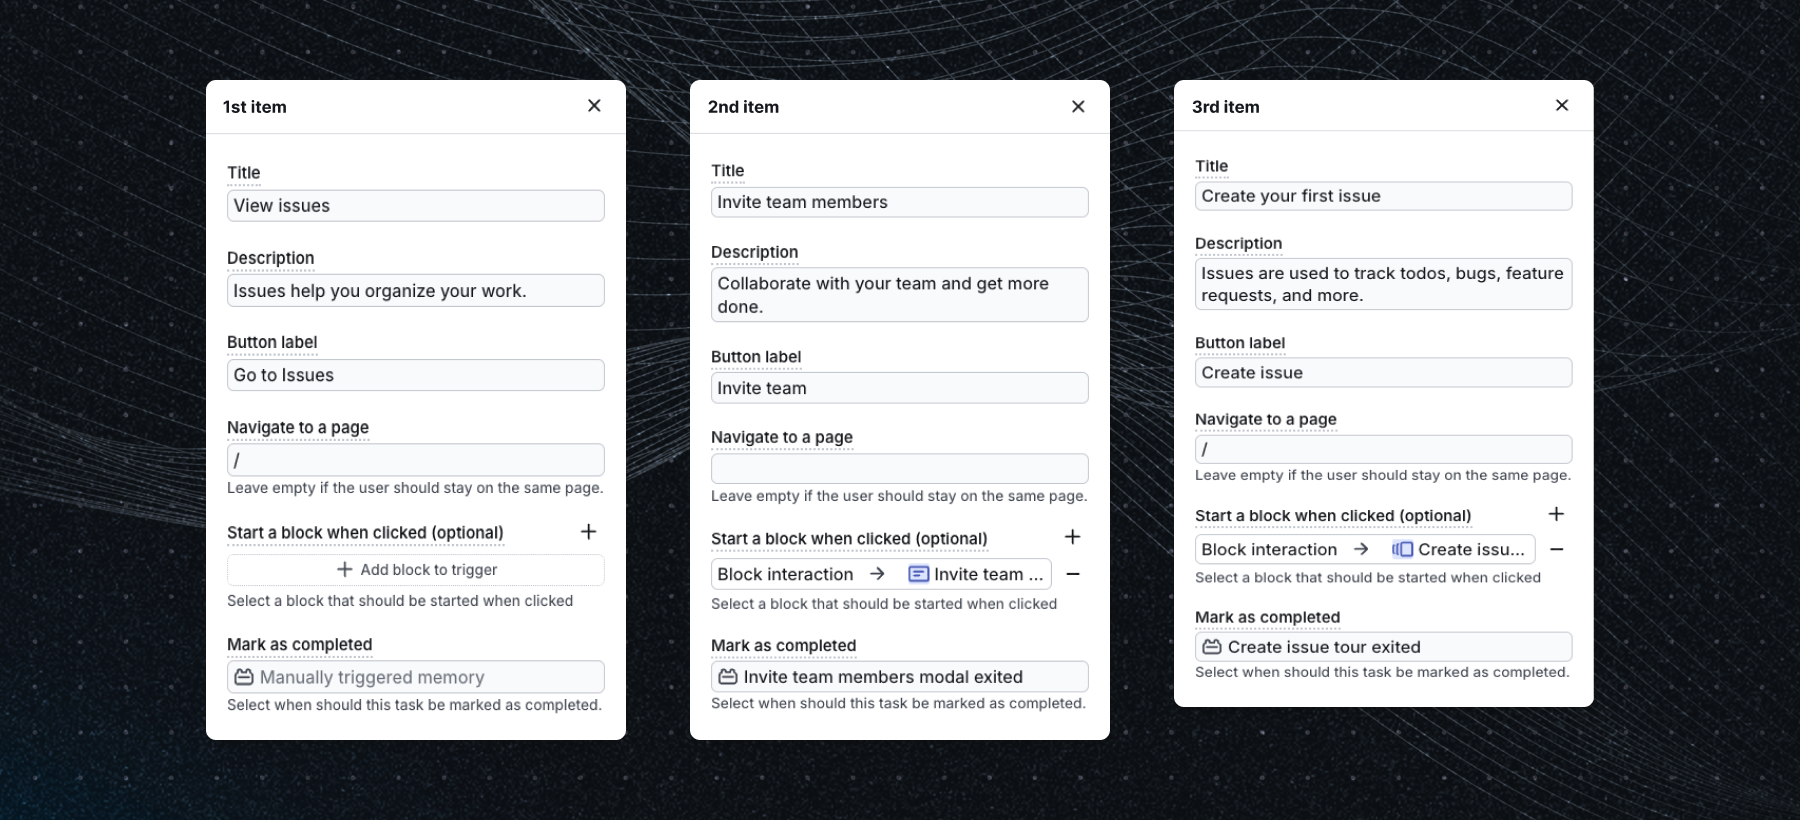 1st item
Title
View issues
Description
Issues help you organize your work.
Button label
Go to Issues
Navigate to a page
/
Leave empty if the user should stay on the same page.
Start a block when clicked (optional)
Add block to trigger
Select a block that should be started when clicked
Mark as completed
Manually triggered memory
Select when should this task be marked as completed.
2nd item
Title
Invite team members
Description
Collaborate with your team and get more
done.
Button label
Invite team
Navigate to a page
Leave empty if the user should stay on the same page.
Start a block when clicked (optional)
Block interaction → Invite team ...
Select a block that should be started when clicked
Mark as completed
Invite team members modal exited
Select when should this task be marked as completed.
3rd item
Title
Create your first issue
Description
Issues are used to track todos, bugs, feature
requests, and more.
Button label
Create issue
Navigate to a page
/
Leave empty if the user should stay on the same page.
Start a block when clicked (optional)
Block interaction → Create issu...
Select a block that should be started when clicked
Mark as completed
Create issue tour exited
Select when should this task be marked as completed.